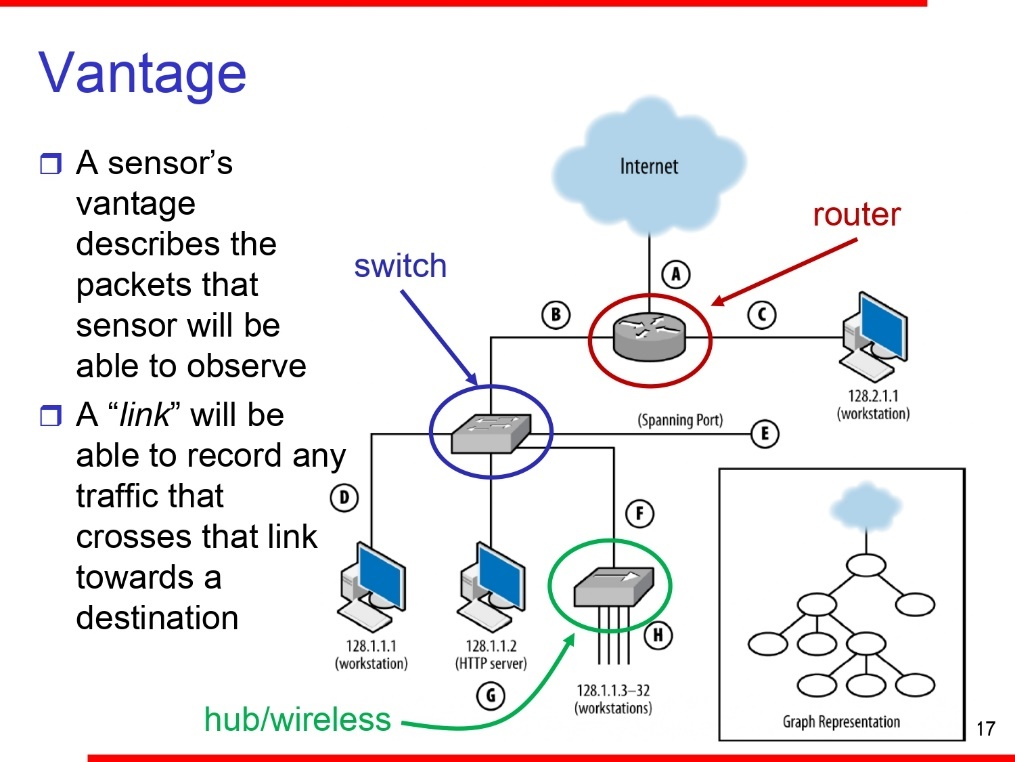 Vantage
A sensor’s
vantage
describes the
packets that
sensor will be
able to observe
A “link” will be
able to record any
traffic that
crosses that link
towards a
destination
Internet
router
switch
A
B
C
128.2.1.1
(workstation)
(Spanning Port)
E
D
F
128.1.1.1
(workstation)
128.1.1.2
(HTTP server)
G
H
128.1.1.3–32
(workstations)
hub/wireless
Graph Representation
17